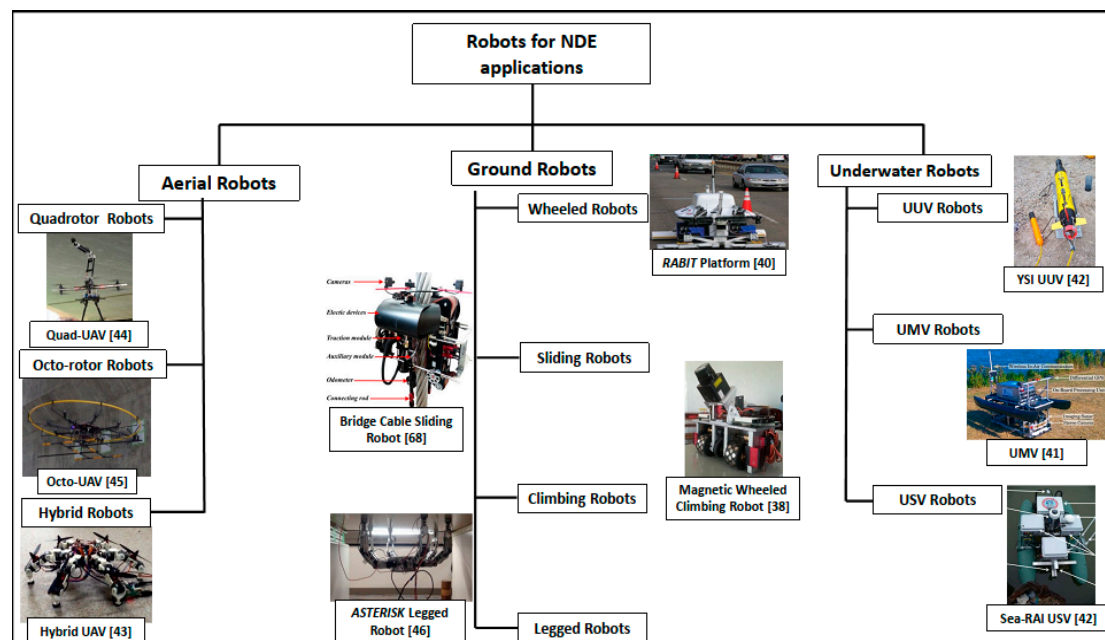 Robots for NDE
applications
Aerial Robots
Quadrotor Robots
Quad-UAV [44]
Octo-rotor Robots
Octo-UAV [45]
Hybrid Robots
Hybrid UAV [43]
Ground Robots
Wheeled Robots
RABIT Platform [40]
Cameras
Electic devices
Traction module
Auxiliary module
Odometer
Connecting rod
Bridge Cable Sliding
Robot [68]
Sliding Robots
Magnetic Wheeled
Climbing Robot [38]
Climbing Robots
ASTERISK Legged
Robot [46]
Legged Robots
Underwater Robots
UUV Robots
YSI UUV [42]
UMV Robots
UMV [41]
USV Robots
Sea-RAI USV [42]